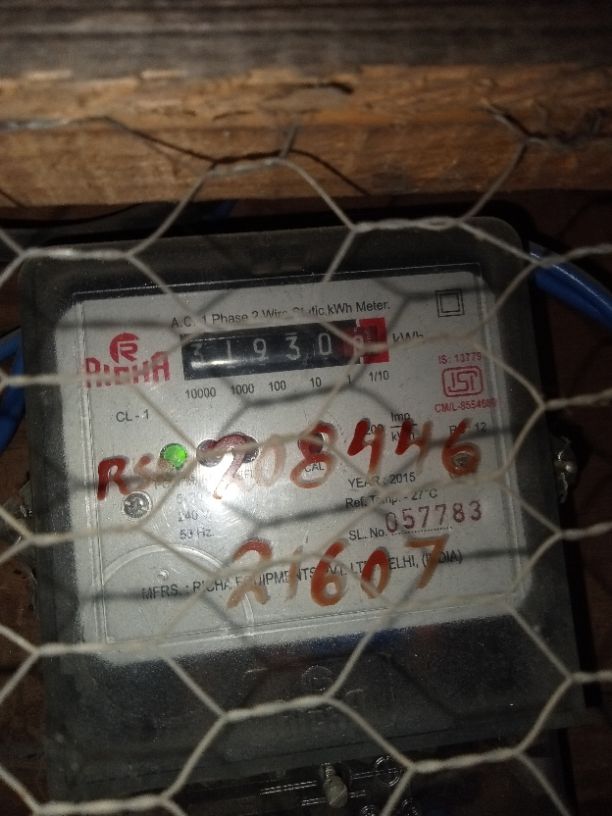 A.C. 1 Phase 2 Wire Static kWh Meter.
31930 kWh
10000 1000 100 10 1 1/10
RICHA
IS: 13779
CM/L-8554569
CL - 1
Imp
RS 208446
CAL
YEAR : 2015
Ref. Temp. - 27°C
240
50 Hz.
SL. No. 057783
21607
MFRS. : RICHA EQUIPMENTS PVT. LTD. DELHI, (INDIA)